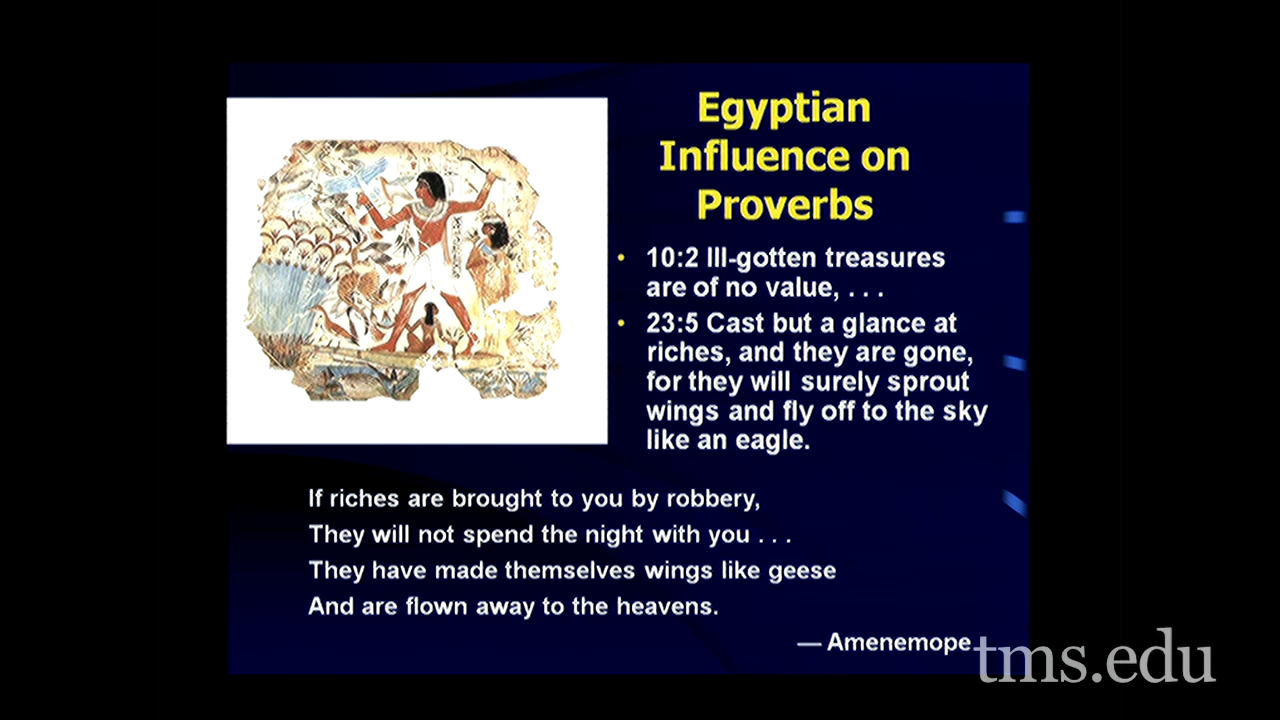 Egyptian
Influence on
Proverbs
• 10:2 Ill-gotten treasures
are of no value, . . .
• 23:5 Cast but a glance at
riches, and they are gone,
for they will surely sprout
wings and fly off to the sky
like an eagle.
If riches are brought to you by robbery,
They will not spend the night with you . . .
They have made themselves wings like geese
And are flown away to the heavens.
— Amenemope
tms.edu